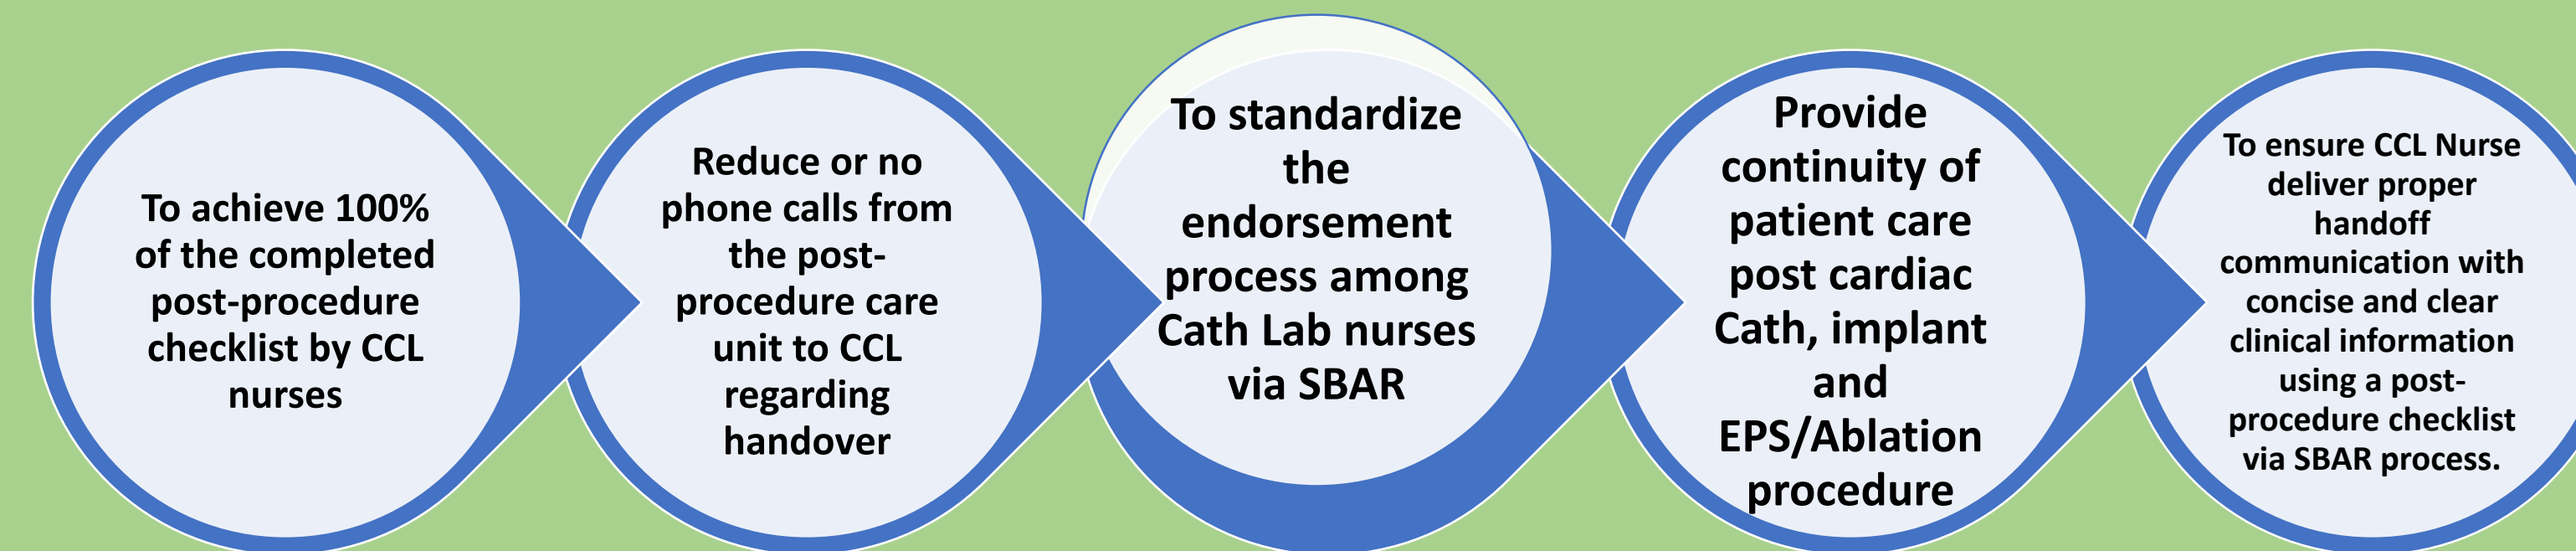 To achieve 100%
of the completed
post-procedure
checklist by CCL
nurses
Reduce or no
phone calls from
the post-
procedure care
unit to CCL
regarding
handover
To standardize
the
endorsement
process among
Cath Lab nurses
via SBAR
Provide
continuity of
patient care
post cardiac
Cath, implant
and
EPS/Ablation
procedure
To ensure CCL Nurse
deliver proper
handoff
communication with
concise and clear
clinical information
using a post-
procedure checklist
via SBAR process.